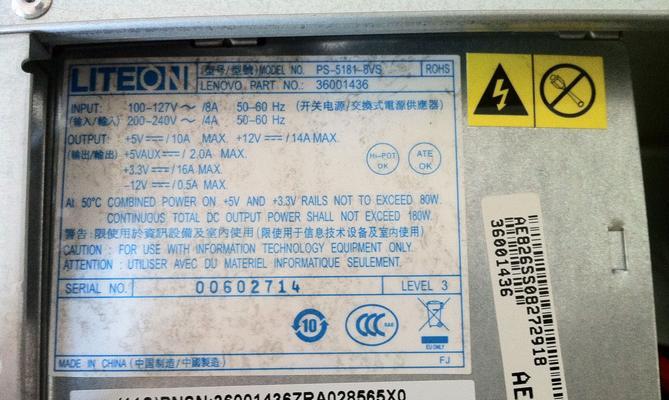 LITEON (型号/型號)MODEL NO. PS-5181-8VS ROHS
LENOVO PART NO.: 36001436
INPUT: 100-127V ～ /8A 50-60 Hz (开关电源/交換式電源供應器)
(输入/輸入) 200-240V ～ /4A 50-60 Hz
OUTPUT: +5V⎓/10A MAX. +12V⎓/14A MAX.
(输出/輸出) +5VAUX⎓/2.0A MAX.
+3.3V⎓/16A MAX.
-12V⎓/0.5A MAX.
Hi-POT OK
ATE OK
At 50°C COMBINED POWER ON +5V AND +3.3V RAILS NOT TO EXCEED 80W.
CONTINUOUS TOTAL DC OUTPUT POWER SHALL NOT EXCEED 180W.
警告:限使用於資訊設備及室內使用(限使用于信息技术设备及室内使用)
CAUTION : FOR USE WITH INFORMATION TECHNOLOGY EQUIPMENT ONLY.
ATTENTION : UTILISER AVEC DU MATERIEL INFORMATIQUE SEULEMENT.
SERIAL NO.: 00602714 LEVEL 3
10
CCC S&E
EU ONLY
MADE IN CHINA (中国制造/中國製造) FJ
AEB26SS0B272918
36001436
AE
(11S)PNSN:36001436ZRA028565X0